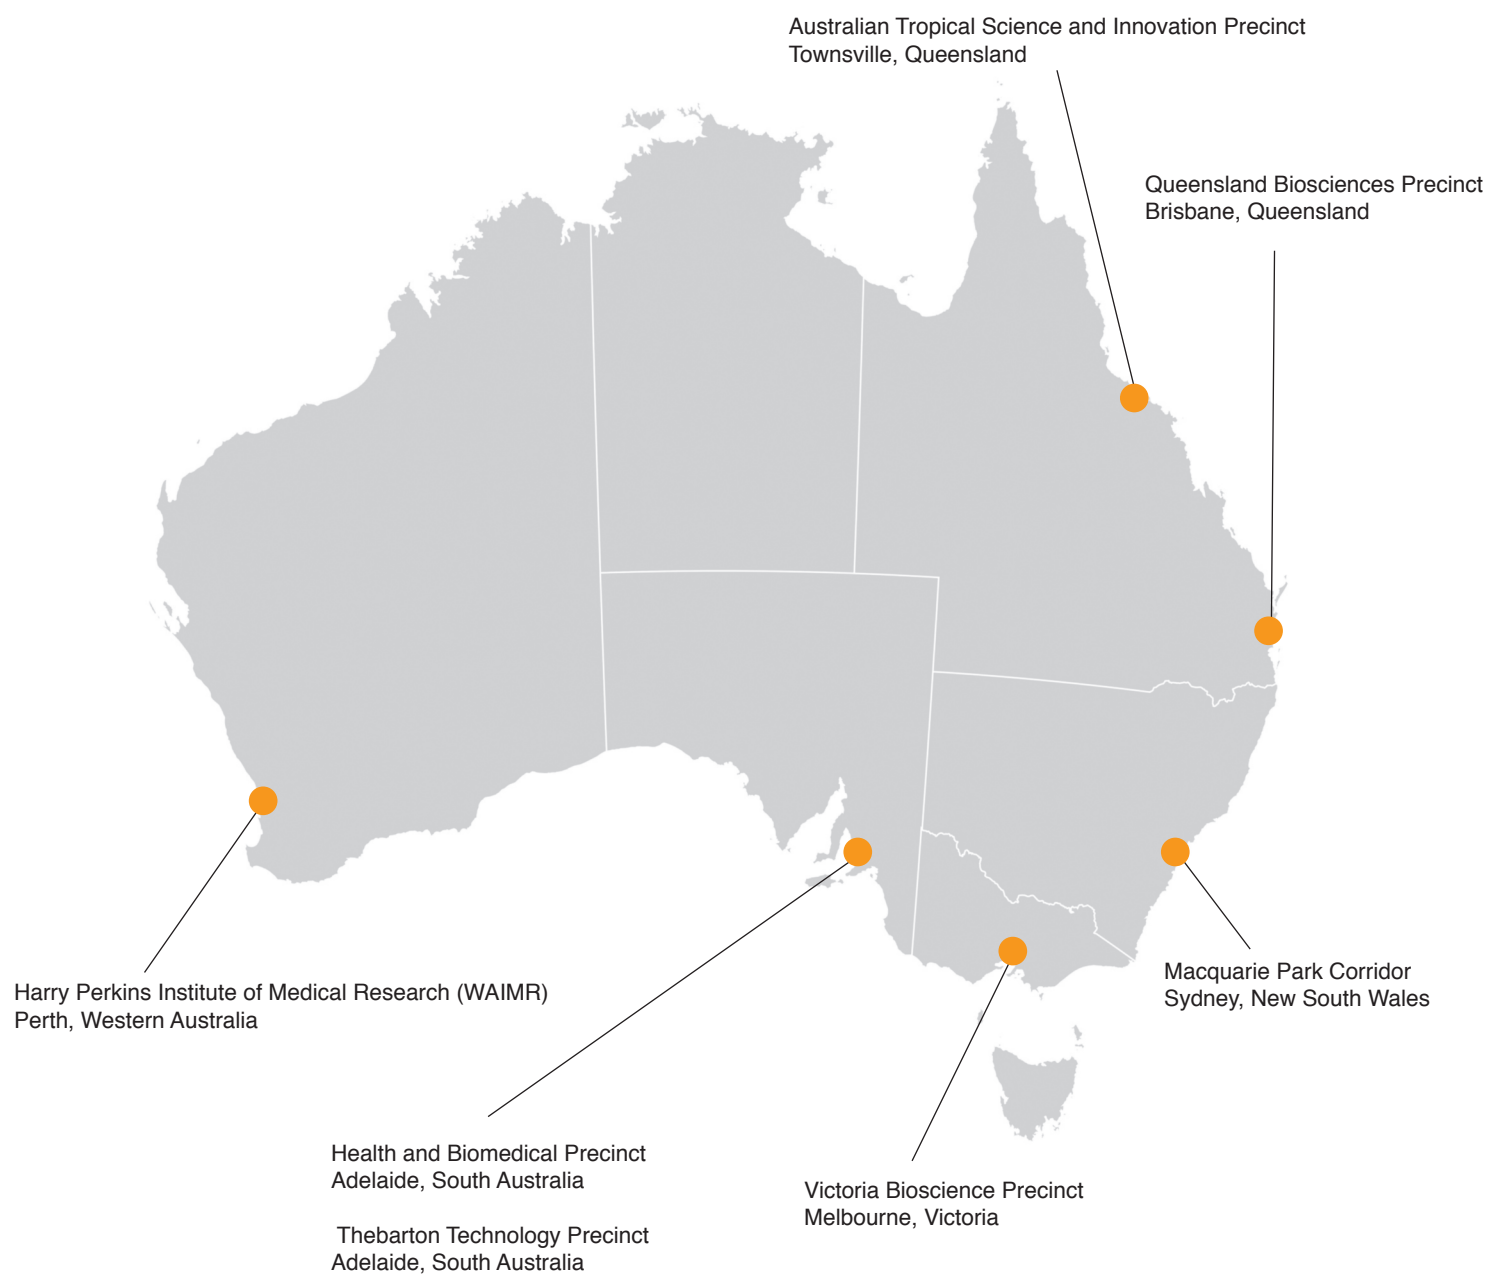 Australian Tropical Science and Innovation Precinct
Townsville, Queensland
Queensland Biosciences Precinct
Brisbane, Queensland
Harry Perkins Institute of Medical Research (WAIMR)
Perth, Western Australia
Macquarie Park Corridor
Sydney, New South Wales
Health and Biomedical Precinct
Adelaide, South Australia
Thebarton Technology Precinct
Adelaide, South Australia
Victoria Bioscience Precinct
Melbourne, Victoria